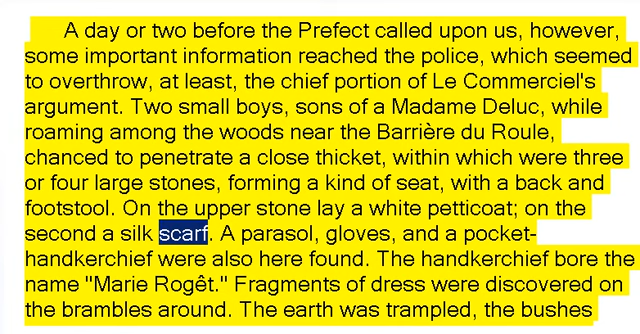 A day or two before the Prefect called upon us, however,
some important information reached the police, which seemed
to overthrow, at least, the chief portion of Le Commerciel's
argument. Two small boys, sons of a Madame Deluc, while
roaming among the woods near the Barrière du Roule,
chanced to penetrate a close thicket, within which were three
or four large stones, forming a kind of seat, with a back and
footstool. On the upper stone lay a white petticoat; on the
second a silk scarf. A parasol, gloves, and a pocket-
handkerchief were also here found. The handkerchief bore the
name "Marie Rogêt." Fragments of dress were discovered on
the brambles around. The earth was trampled, the bushes